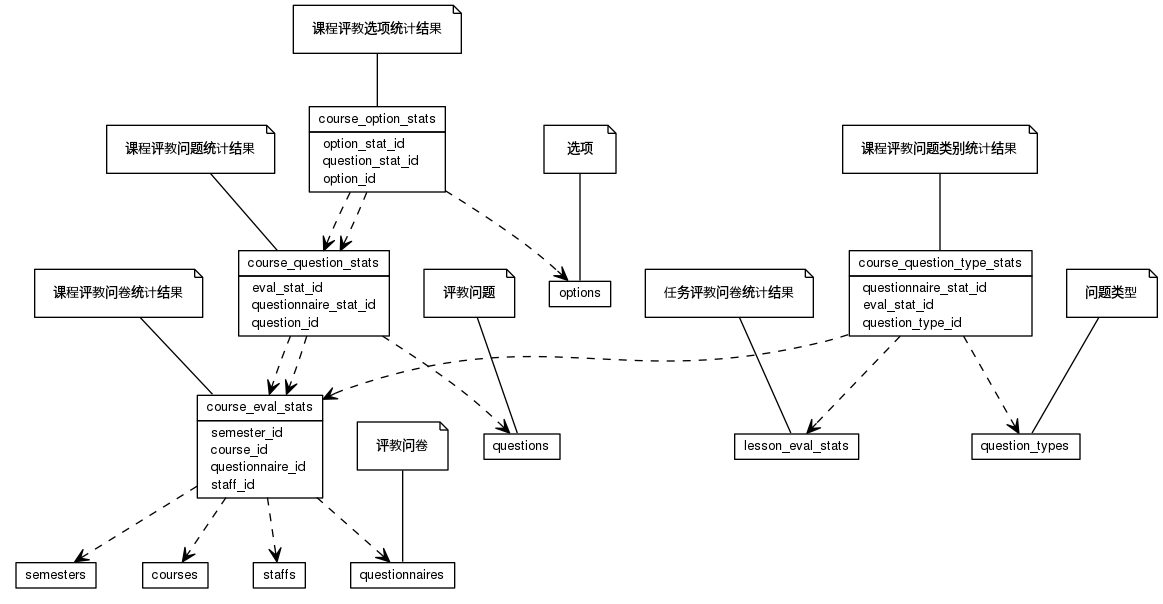 课程评教选项统计结果
course_option_stats
option_stat_id
question_stat_id
option_id
课程评教问题统计结果
选项
课程评教问题类别统计结果
course_question_stats
eval_stat_id
questionnaire_stat_id
question_id
options
course_question_type_stats
questionnaire_stat_id
eval_stat_id
question_type_id
课程评教问卷统计结果
评教问题
任务评教问卷统计结果
问题类型
course_eval_stats
semester_id
course_id
questionnaire_id
staff_id
评教问卷
questions
lesson_eval_stats
question_types
semesters
courses
staffs
questionnaires